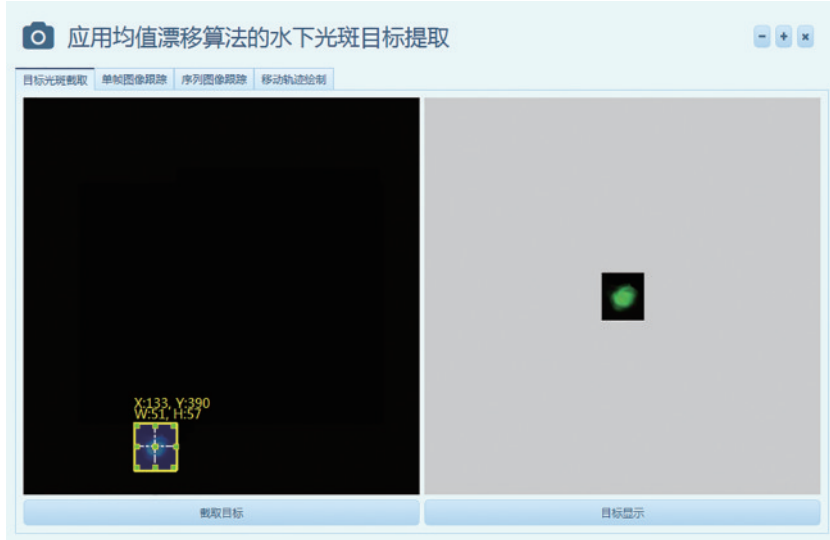 应用均值漂移算法的水下光斑目标提取
目标光斑截取 单帧图像跟踪 序列图像跟踪 移动轨迹绘制
X:133, Y:390
W:51, H:57
截取目标 目标显示